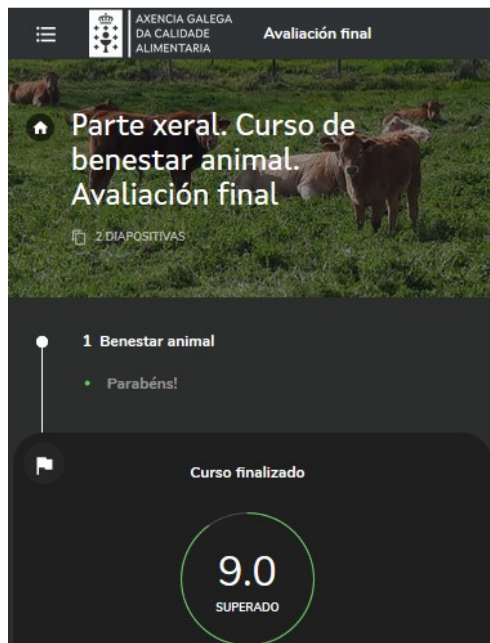 AXENCIA GALEGA
DA CALIDADE
ALIMENTARIA
Avaliación final
Parte xeral. Curso de
benestar animal.
Avaliación final
2 DIAPOSITIVAS
1 Benestar animal
• Parabéns!
Curso finalizado
9.0
SUPERADO